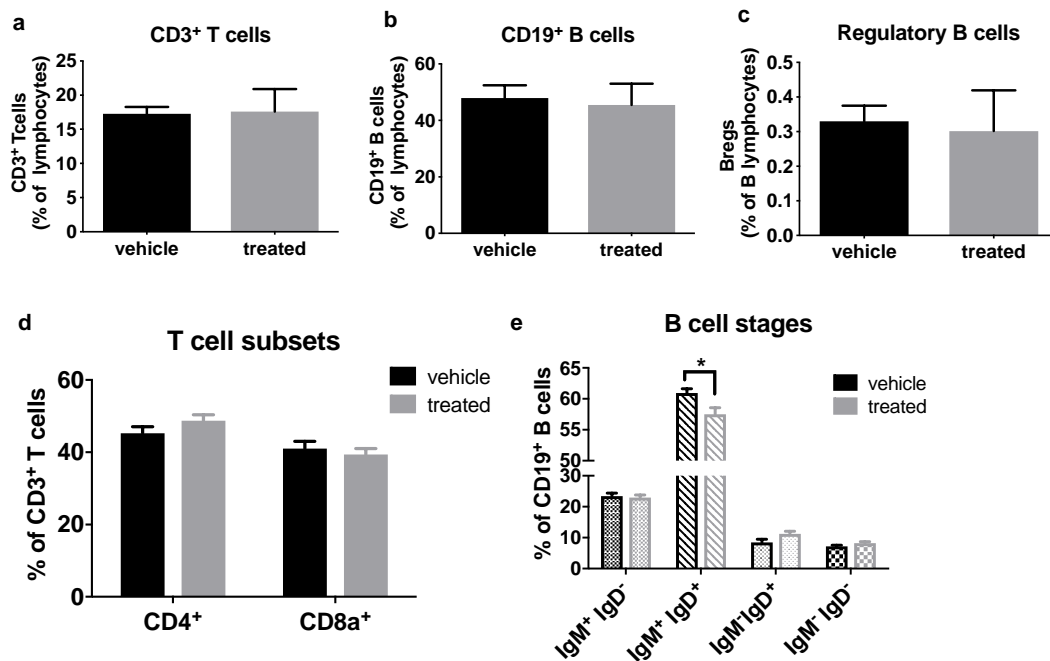 a
CD3⁺ T cells
CD3⁺ Tcells
(% of lymphocytes)
25
20
15
10
5
0
vehicle
treated
b
CD19⁺ B cells
CD19⁺ B cells
(% of lymphocytes)
60
40
20
0
vehicle
treated
c
Regulatory B cells
Bregs
(% of B lymphocytes)
0.5
0.4
0.3
0.2
0.1
0.0
vehicle
treated
d
T cell subsets
% of CD3⁺ T cells
60
40
20
0
CD4⁺
CD8a⁺
vehicle
treated
e
B cell stages
% of CD19⁺ B cells
65
60
55
50
30
20
10
0
*
vehicle
treated
IgM⁺ IgD⁻
IgM⁺ IgD⁺
IgM⁻IgD⁺
IgM⁻ IgD⁻